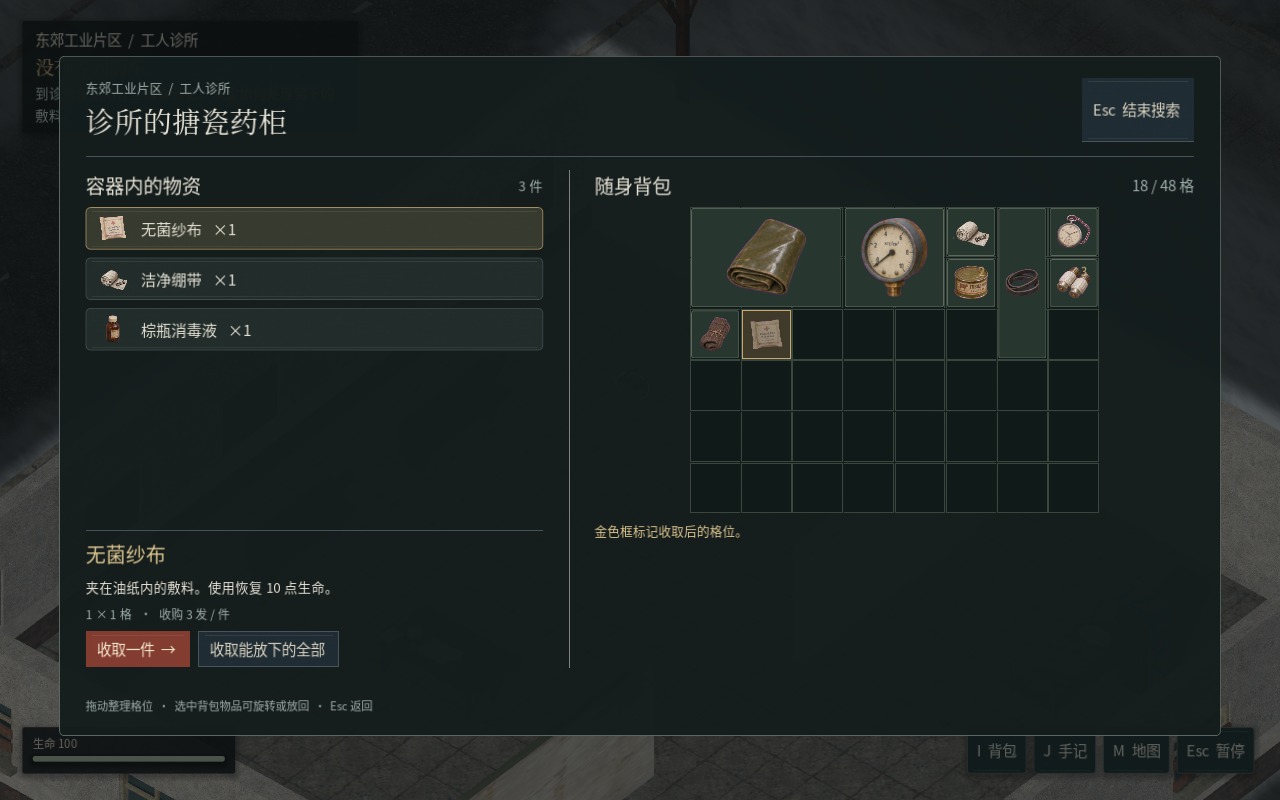 东郊工业片区 / 工人诊所
没
到诊
敷料
东郊工业片区 / 工人诊所
诊所的搪瓷药柜
Esc 结束搜索
容器内的物资
3 件
无菌纱布 ×1
洁净绷带 ×1
棕瓶消毒液 ×1
随身背包
18 / 48 格
2
3
金色框标记收取后的格位。
无菌纱布
夹在油纸内的敷料。使用恢复 10 点生命。
1 × 1 格 · 收购 3 发 / 件
收取一件 →
收取能放下的全部
拖动整理格位 · 选中背包物品可旋转或放回 · Esc 返回
生命 100
I 背包
J 手记
M 地图
Esc 暂停